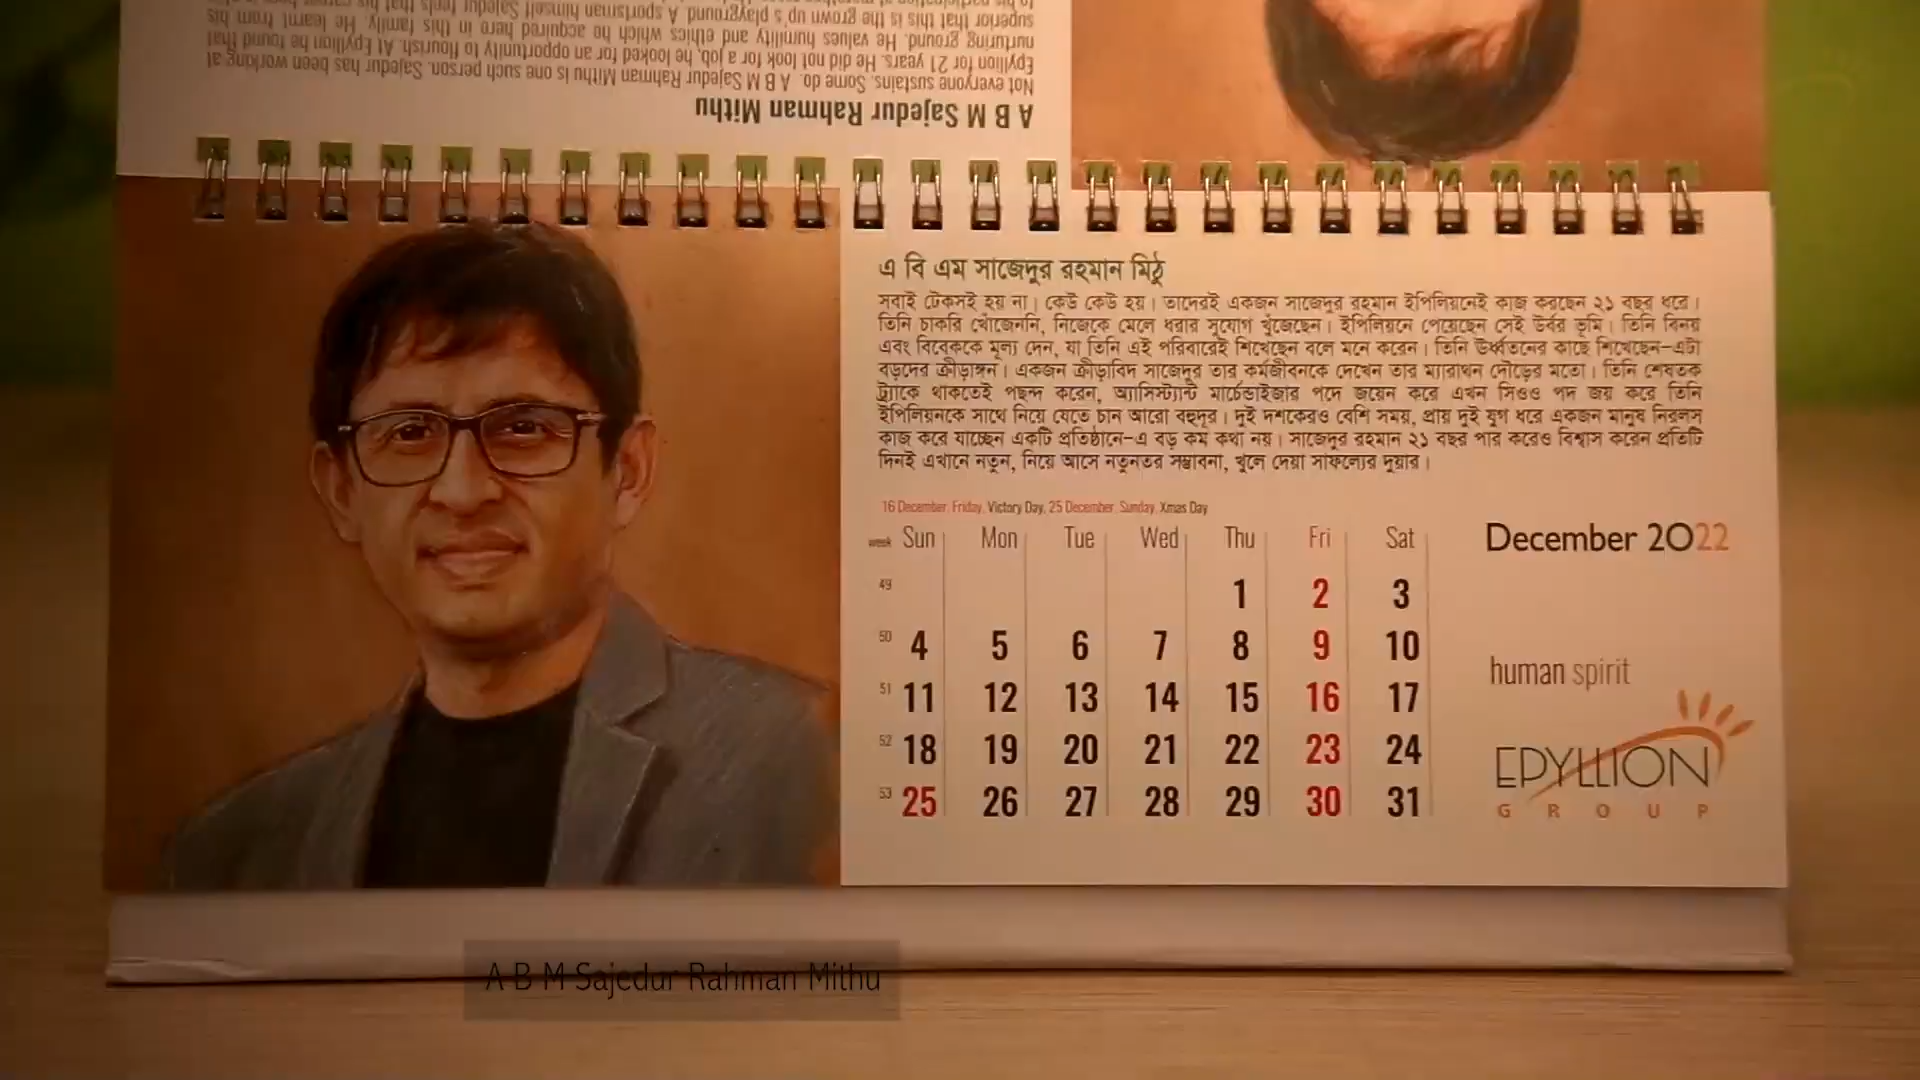 superior that this is the grown up's playground. A sportsman himself Sajedur feels that his career
nurturing ground. He values humility and ethics which he acquired here in this family. He learnt from his
Epyllion for 21 years. He did not look for a job, he looked for an opportunity to flourish. At Epyllion he found that
Not everyone sustains. Some do. A B M Sajedur Rahman Mithu is one such person. Sajedur has been working at
A B M Sajedur Rahman Mithu
এ বি এম সাজেদুর রহমান মিঠু
সবাই টেকসই হয় না। কেউ কেউ হয়। তাদেরই একজন সাজেদুর রহমান ইপিলিয়নেই কাজ করছেন ২১ বছর ধরে।
তিনি চাকরি খোঁজেননি, নিজেকে মেলে ধরার সুযোগ খুঁজেছেন। ইপিলিয়নে পেয়েছেন সেই উর্বর ভূমি। তিনি বিনয়
এবং বিবেককে মূল্য দেন, যা তিনি এই পরিবারেই শিখেছেন বলে মনে করেন। তিনি উর্ধ্বতনের কাছে শিখেছেন–এটা
বড়দের ক্রীড়াঙ্গন। একজন ক্রীড়াবিদ সাজেদুর তার কর্মজীবনকে দেখেন তার ম্যারাথন দৌড়ের মতো। তিনি শেষতক
ট্র্যাকে থাকতেই পছন্দ করেন, অ্যাসিস্ট্যান্ট মার্চেন্ডাইজার পদে জয়েন করে এখন সিওও পদ জয় করে তিনি
ইপিলিয়নকে সাথে নিয়ে যেতে চান আরো বহুদূর। দুই দশকেরও বেশি সময়, প্রায় দুই যুগ ধরে একজন মানুষ নিরলস
কাজ করে যাচ্ছেন একটি প্রতিষ্ঠানে–এ বড় কম কথা নয়। সাজেদুর রহমান ২১ বছর পার করেও বিশ্বাস করেন প্রতিটি
দিনই এখানে নতুন, নিয়ে আসে নতুনতর সম্ভাবনা, খুলে দেয়া সাফল্যের দুয়ার।
16 December, Friday, Victory Day, 25 December, Sunday, Xmas Day
week Sun Mon Tue Wed Thu Fri Sat
49 1 2 3
50 4 5 6 7 8 9 10
51 11 12 13 14 15 16 17
52 18 19 20 21 22 23 24
53 25 26 27 28 29 30 31
December 2022
human spirit
EPYLLION
GROUP
A B M Sajedur Rahman Mithu